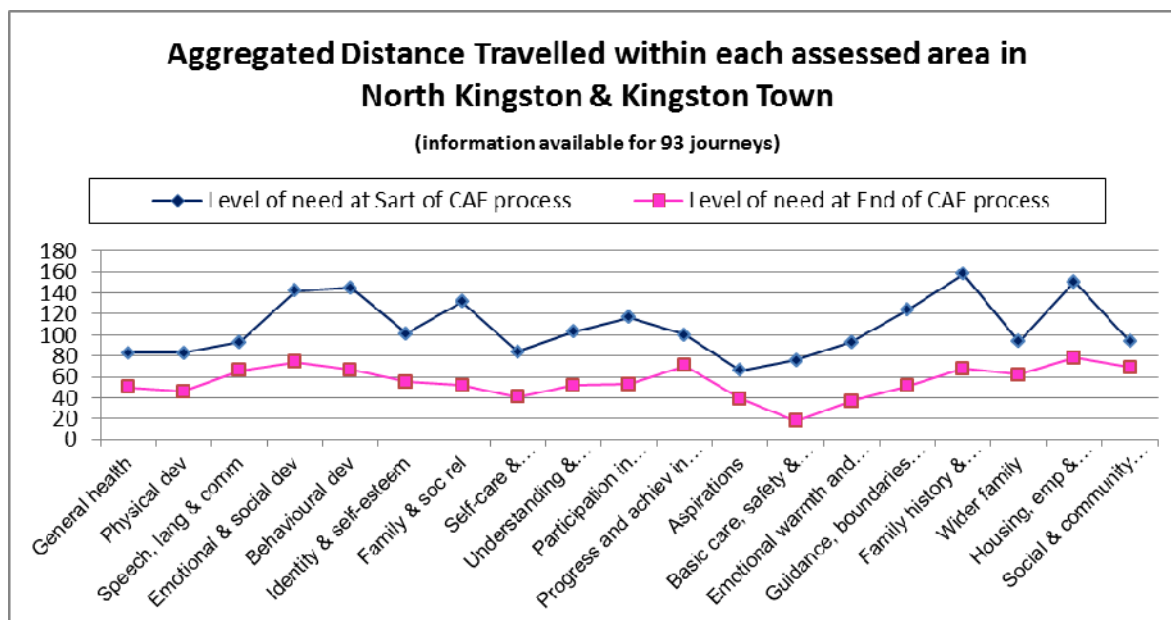 Aggregated Distance Travelled within each assessed area in
North Kingston & Kingston Town
(information available for 93 journeys)
Level of need at Sart of CAF process
Level of need at End of CAF process
180
160
140
120
100
80
60
40
20
0
General health
Physical dev
Speech, lang & comm
Emotional & social dev
Behavioural dev
Identity & self-esteem
Family & soc rel
Self-care &...
Understanding &...
Participation in...
Progress and achiev in...
Aspirations
Basic care, safety &...
Emotional warmth and...
Guidance, boundaries...
Family history &...
Wider family
Housing, emp &...
Social & community...